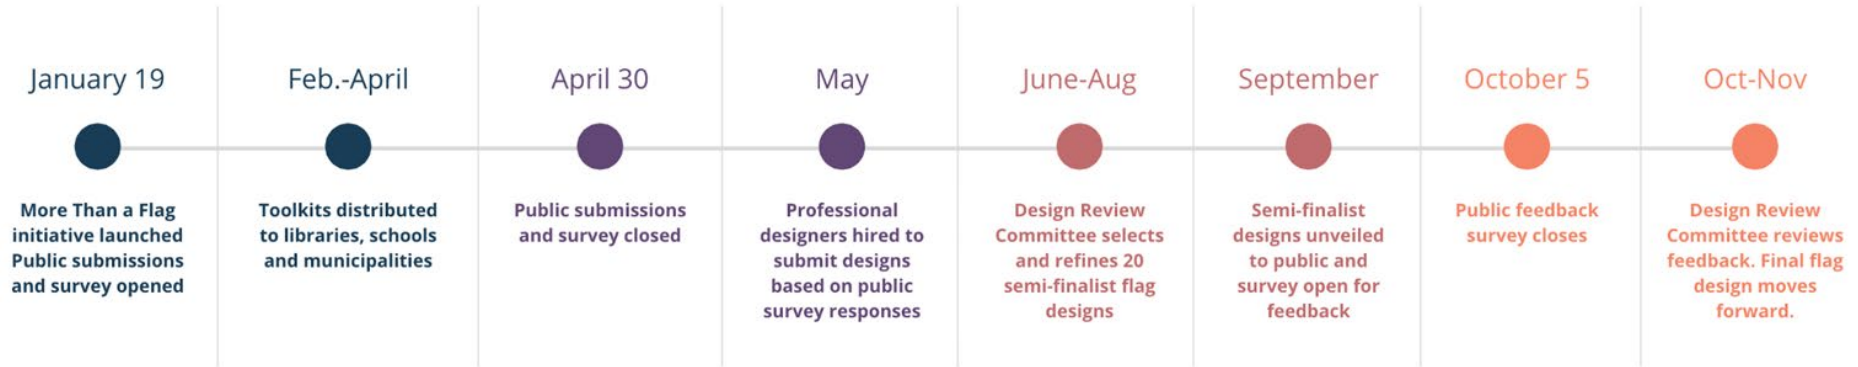 January 19
More Than a Flag
initiative launched
Public submissions
and survey opened
Feb.-April
Toolkits distributed
to libraries, schools
and municipalities
April 30
Public submissions
and survey closed
May
Professional
designers hired to
submit designs
based on public
survey responses
June-Aug
Design Review
Committee selects
and refines 20
semi-finalist flag
designs
September
Semi-finalist
designs unveiled
to public and
survey open for
feedback
October 5
Public feedback
survey closes
Oct-Nov
Design Review
Committee reviews
feedback. Final flag
design moves
forward.